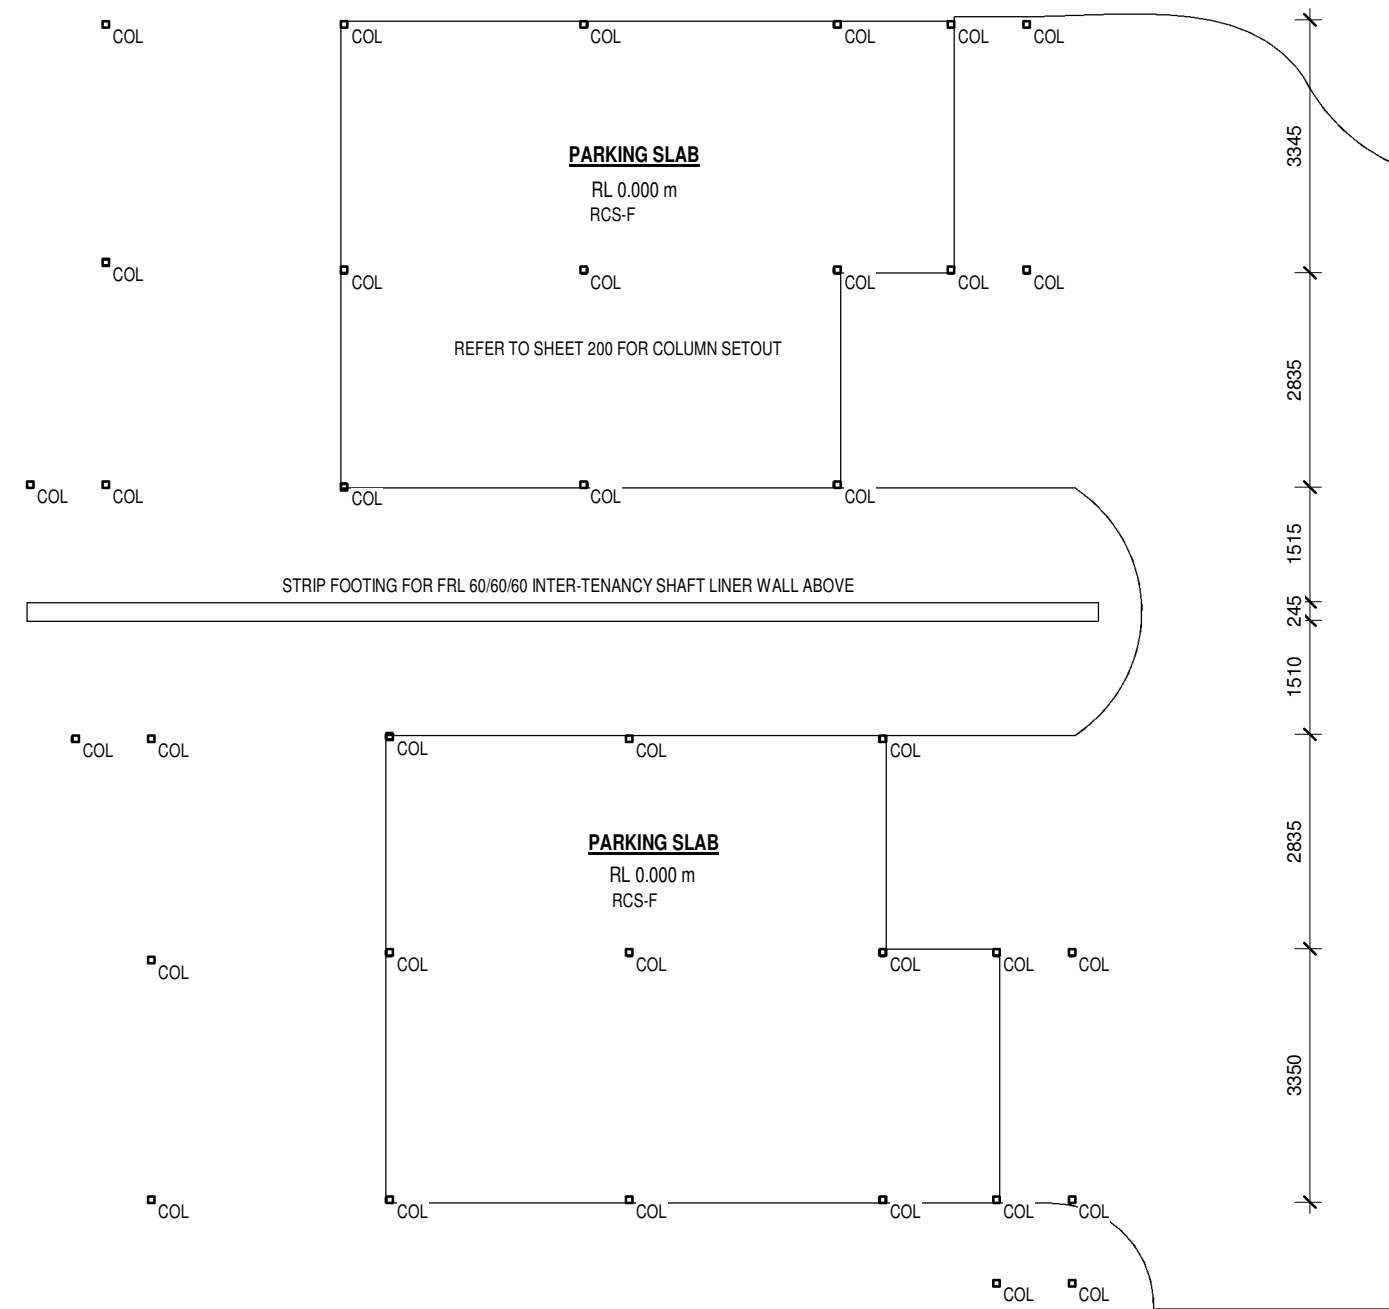 COL COL COL COL COL COL
3345
PARKING SLAB
RL 0.000 m
RCS-F
COL COL COL COL COL COL
REFER TO SHEET 200 FOR COLUMN SETOUT
2835
COL COL COL COL COL
1515
STRIP FOOTING FOR FRL 60/60/60 INTER-TENANCY SHAFT LINER WALL ABOVE
245
1510
COL COL COL COL COL
PARKING SLAB
2835
RL 0.000 m
RCS-F
COL COL COL COL COL COL
3350
COL COL COL COL COL COL
COL COL